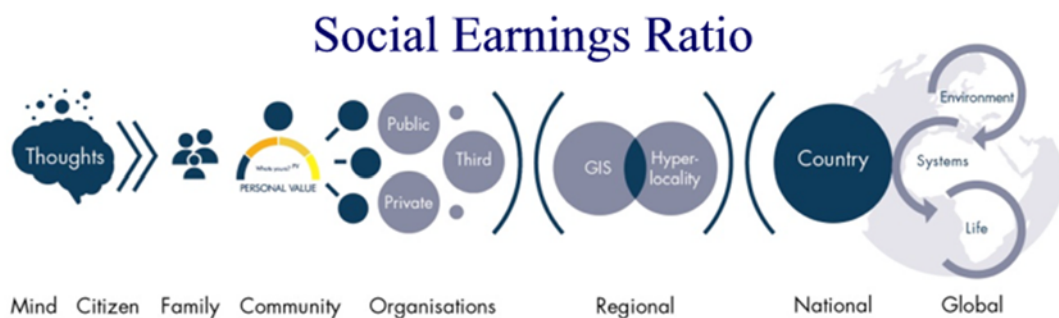 Social Earnings Ratio
Thoughts
PERSONAL VALUE
Public
Third
Private
GIS
Hyper-
locality
Country
Environment
Systems
Life
Mind Citizen Family Community Organisations Regional National Global